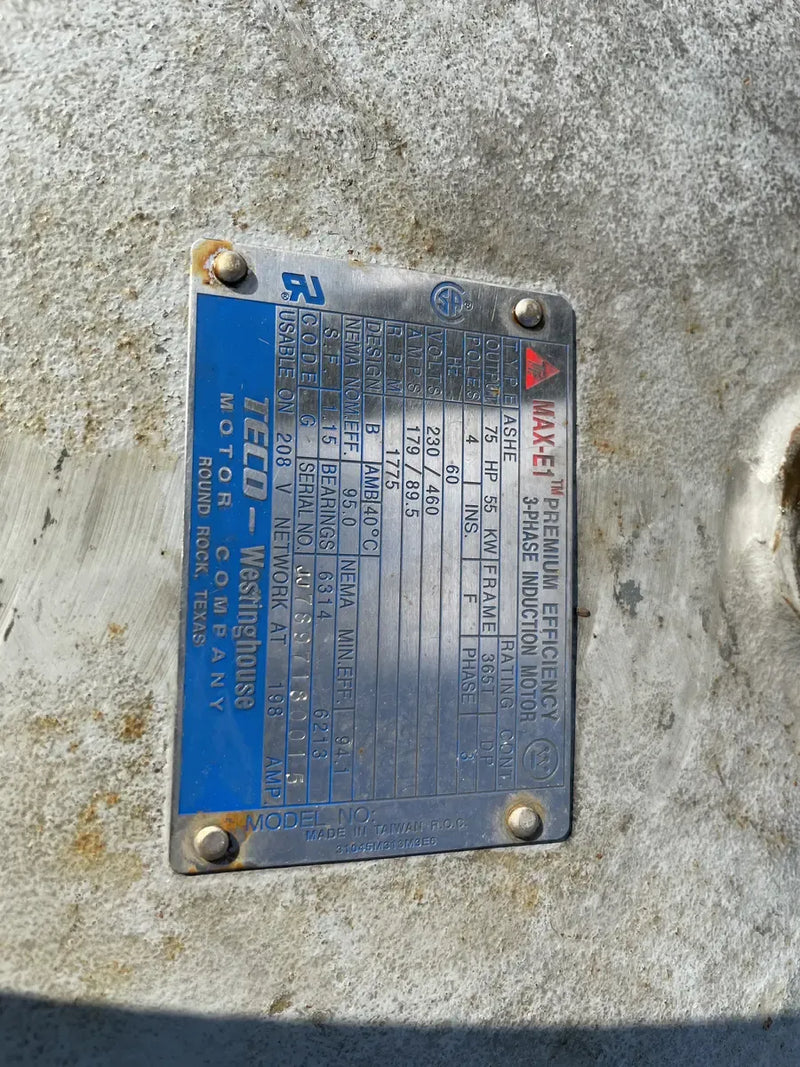 MAX-E1™ PREMIUM EFFICIENCY
3-PHASE INDUCTION MOTOR
TYPE ASHE RATING CONT.
OUTPUT 75 HP 55 KW FRAME 365T DP
POLES 4 INS. F PHASE 3
HZ 60
VOLTS 230/460
AMPS 179/89.5
R.P.M. 1775
DESIGN B AMB 40°C
NEMA NOM.EFF. 95.0 NEMA MIN.EFF. 94.1
S.F. 1.15 BEARINGS 6314 6213
CODE G SERIAL NO. JJ7897180015
USABLE ON 208 V NETWORK AT 198 AMP.
TECO-Westinghouse
MOTOR COMPANY
ROUND ROCK, TEXAS
MODEL NO:
MADE IN TAIWAN R.O.C.